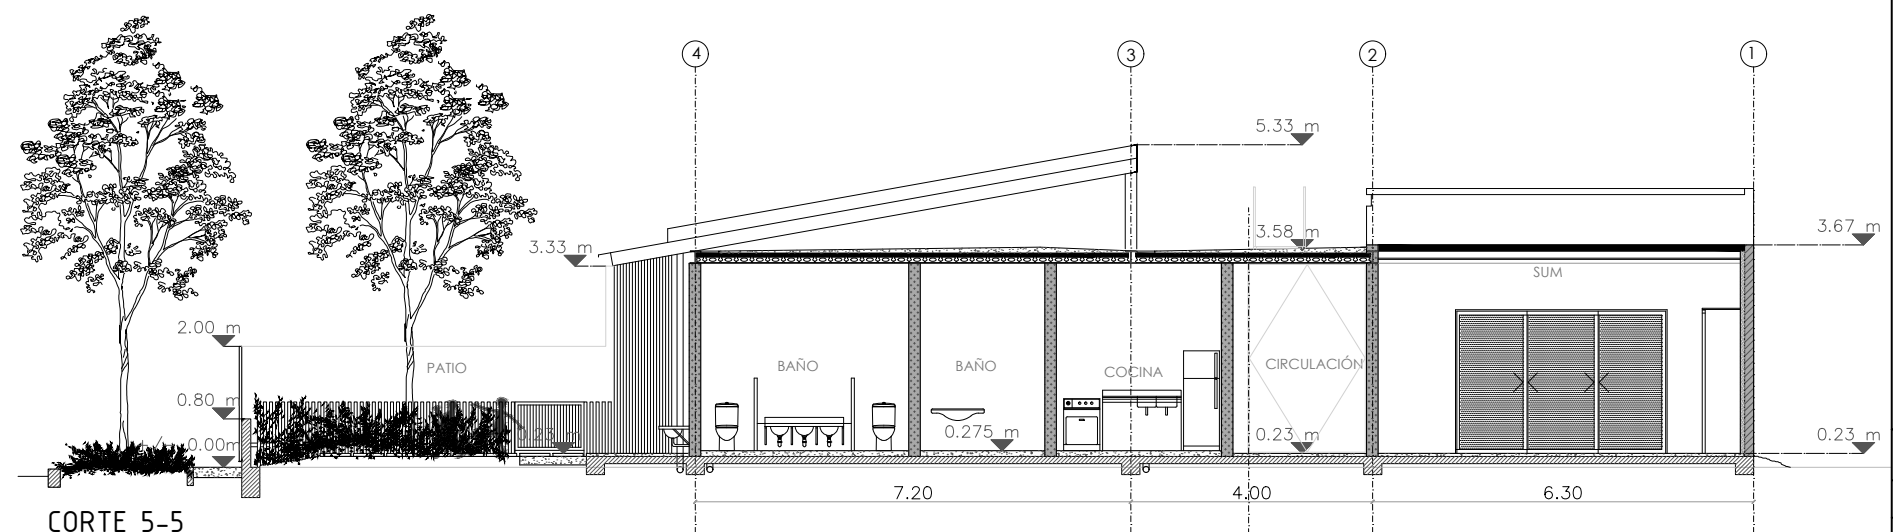 4 3 2 1
5.33 m
3.58 m
3.67 m
3.33 m
SUM
2.00 m
PATIO
BAÑO
BAÑO
COCINA
CIRCULACIÓN
0.80 m
+/- 0.00m
0.23 m
0.275 m
0.23 m
0.23 m
7.20
4.00
6.30
CORTE 5-5